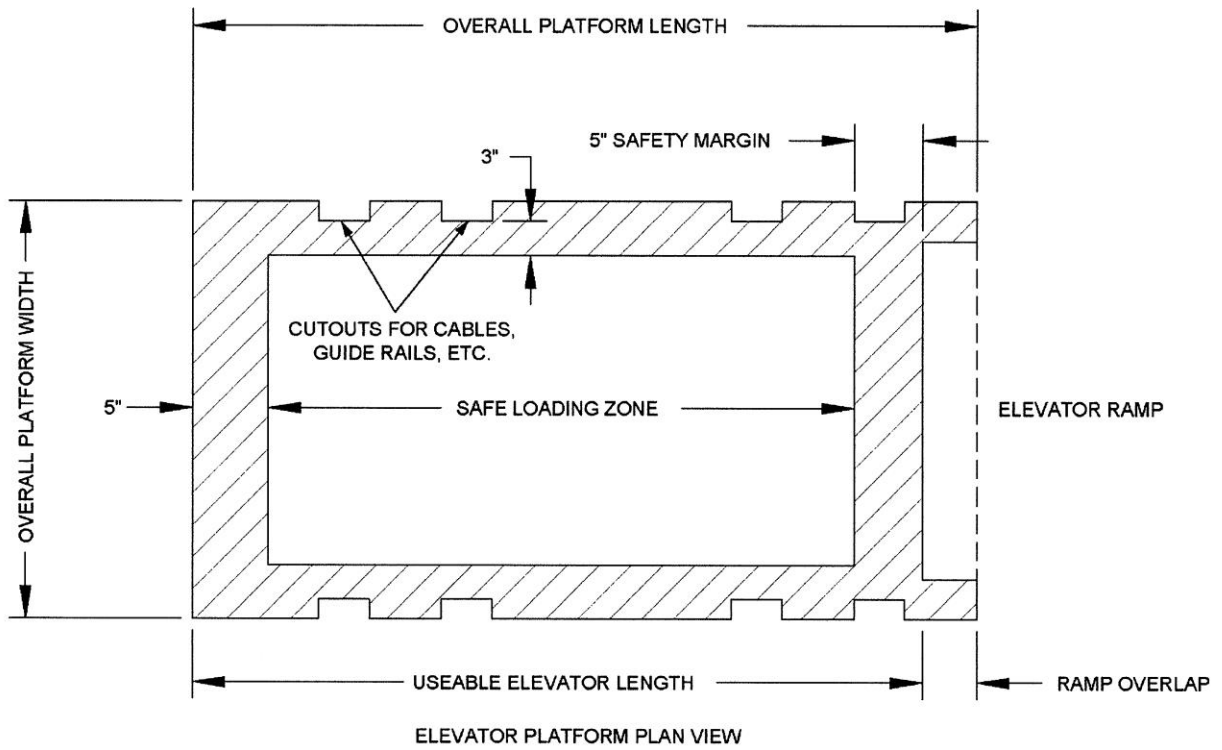 OVERALL PLATFORM LENGTH
5" SAFETY MARGIN
3"
OVERALL PLATFORM WIDTH
CUTOUTS FOR CABLES,
GUIDE RAILS, ETC.
5"
SAFE LOADING ZONE
ELEVATOR RAMP
USEABLE ELEVATOR LENGTH
RAMP OVERLAP
ELEVATOR PLATFORM PLAN VIEW